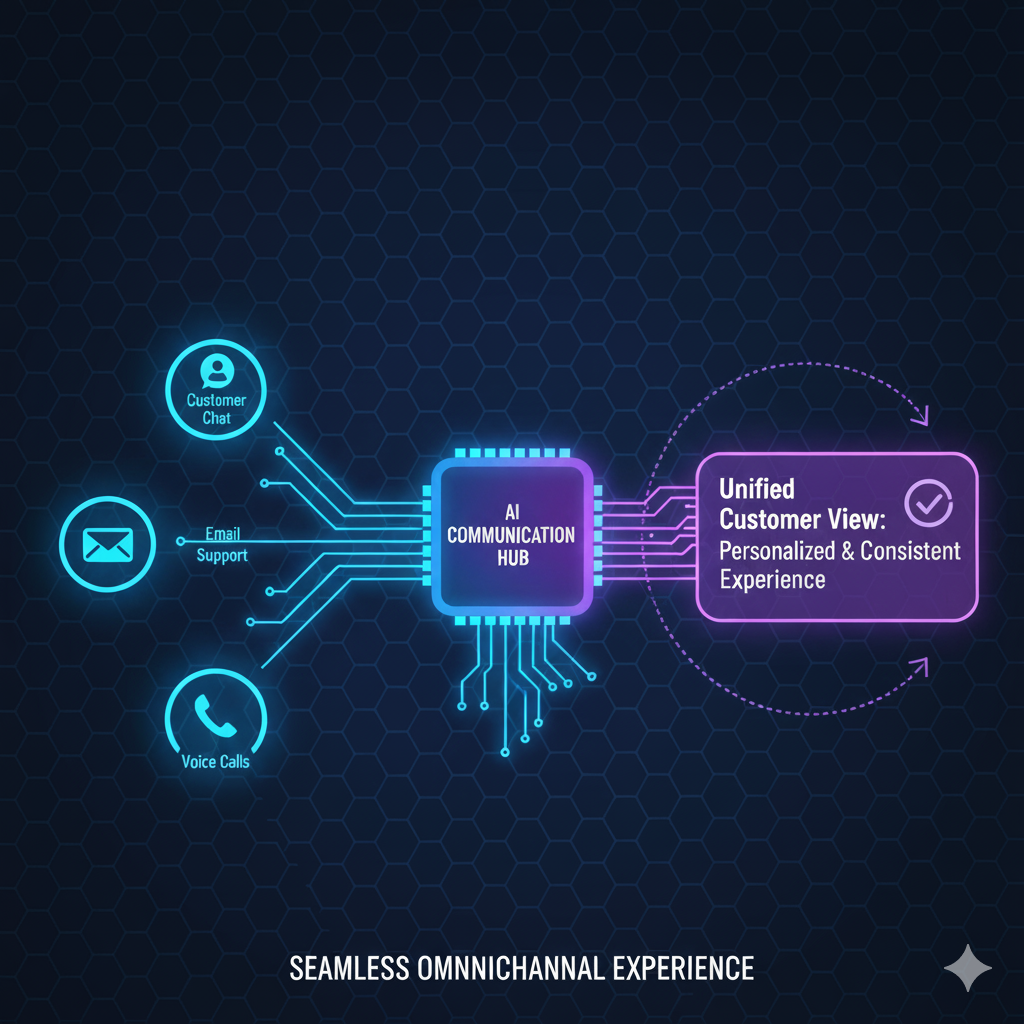 Customer
Chat
Email
Support
Voice Calls
AI
COMMUNICATION
HUB
Unified
Customer View:
Personalized & Consistent
Experience
SEAMLESS OMNNICHANNAL EXPERIENCE